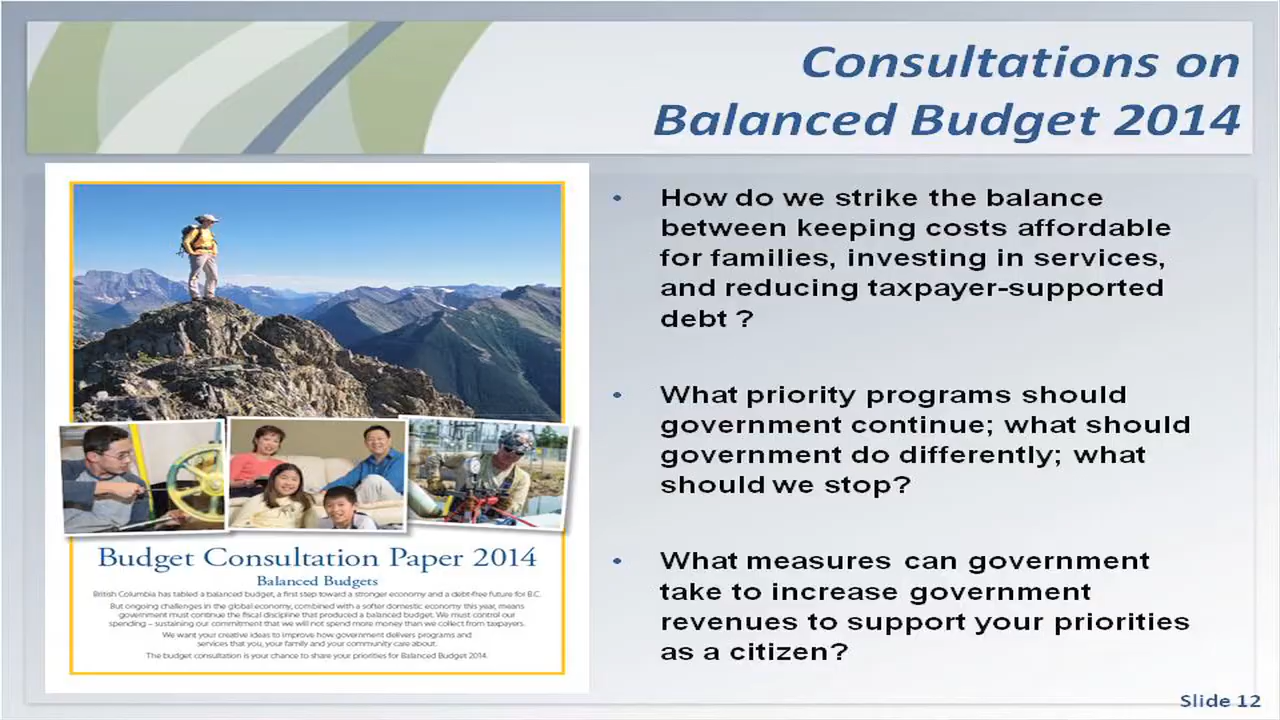 Consultations on
Balanced Budget 2014
Budget Consultation Paper 2014
Balanced Budgets
British Columbia has tabled a balanced budget, a first step toward a stronger economy and a debt-free future for B.C.
But ongoing challenges in the global economy, combined with a softer domestic economy this year, means
government must continue the fiscal discipline that produced a balanced budget. We must control our
spending – sustaining our commitment that we will not spend more money than we collect from taxpayers.
We want your creative ideas to improve how government delivers programs and
services that you, your family and your community care about.
The budget consultation is your chance to share your priorities for Balanced Budget 2014.
• How do we strike the balance
between keeping costs affordable
for families, investing in services,
and reducing taxpayer-supported
debt ?
• What priority programs should
government continue; what should
government do differently; what
should we stop?
• What measures can government
take to increase government
revenues to support your priorities
as a citizen?
Slide 12